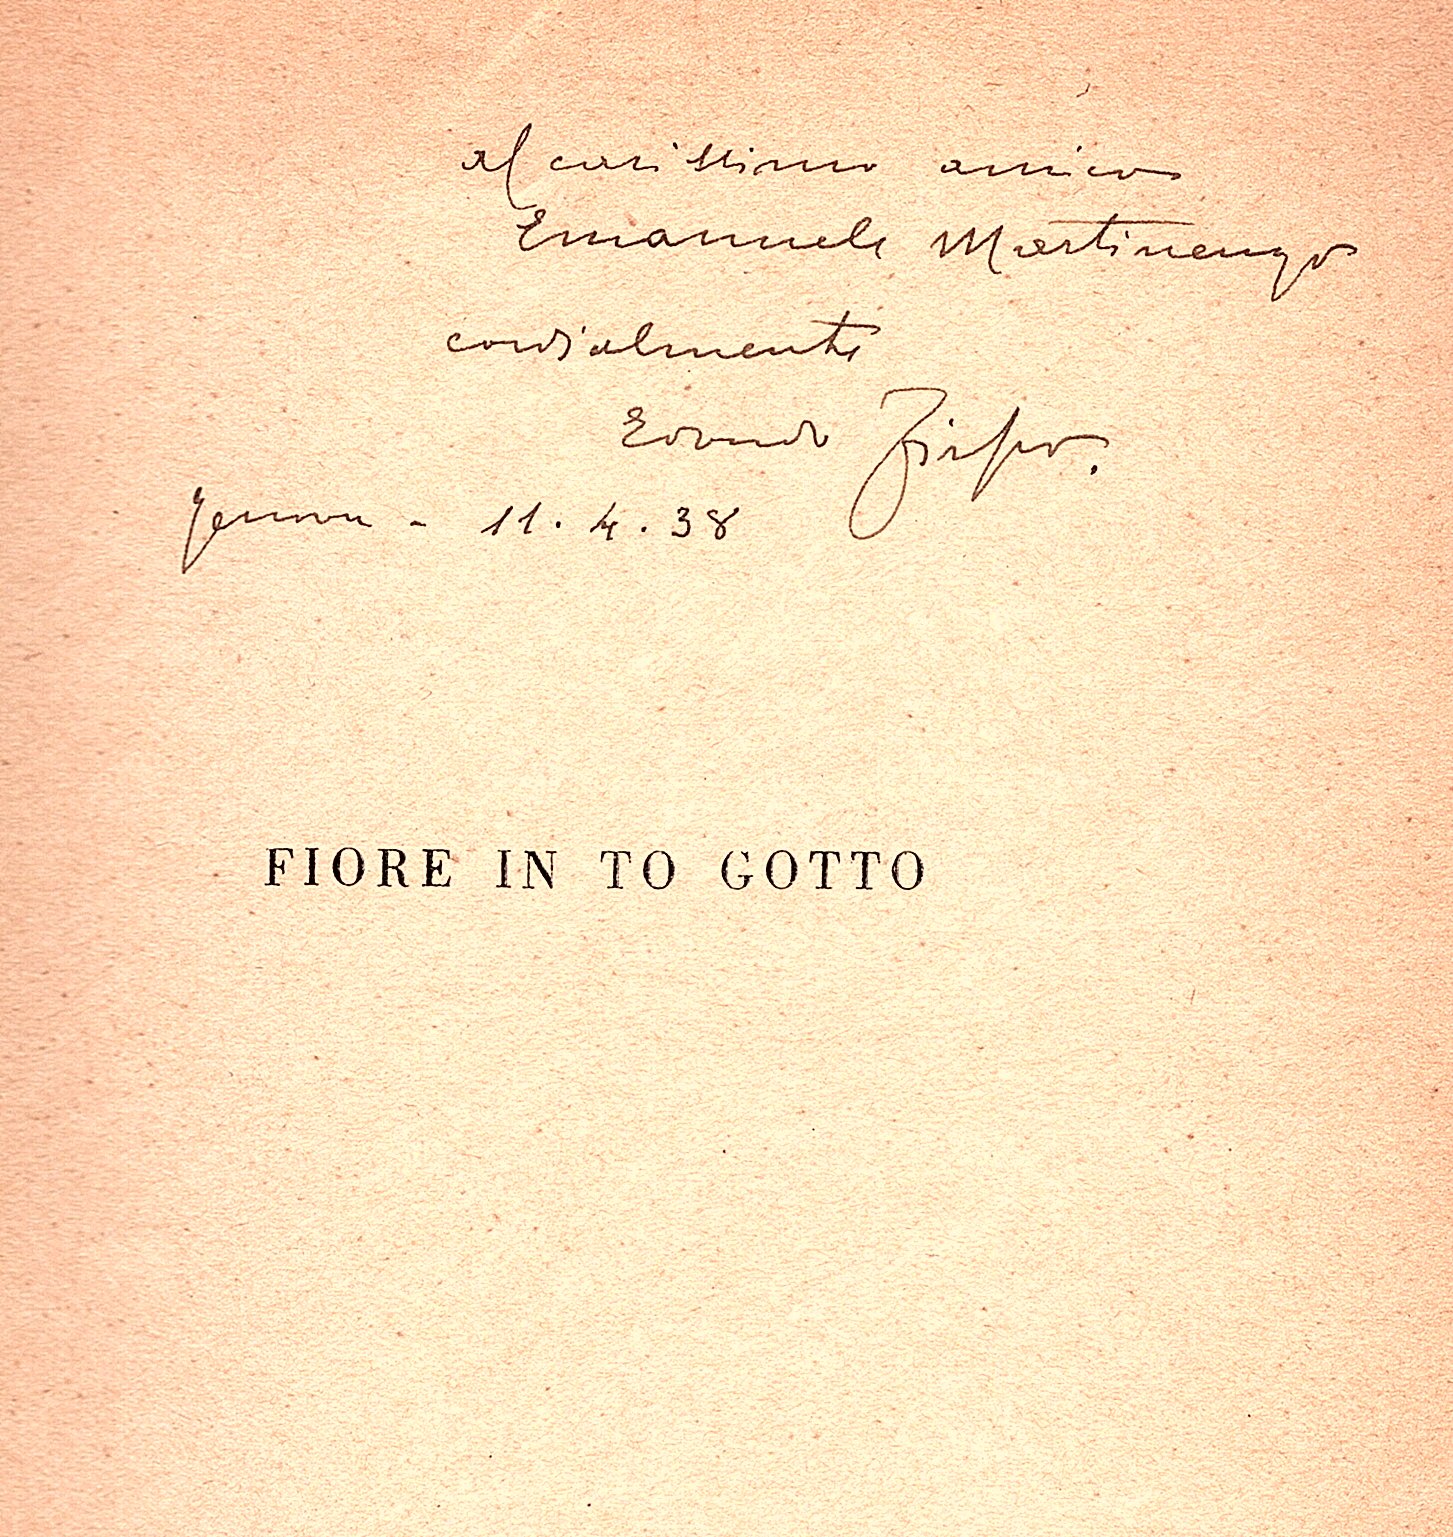 al carissimo amico
Emanuele Martinengo
cordialmente
Edoardo Firpo.
Genova - 11.4.38
FIORE IN TO GOTTO